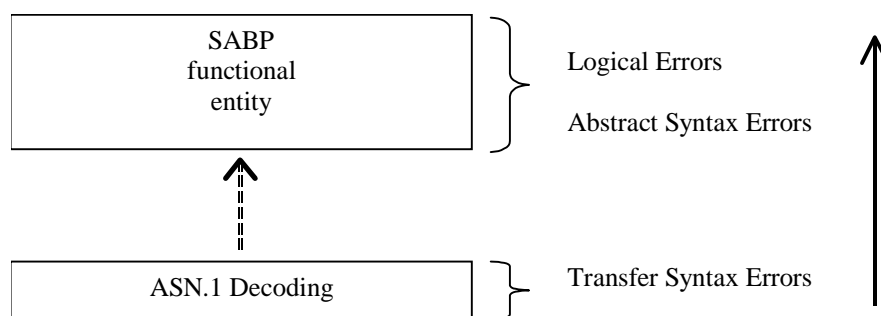 SABP
functional
entity
Logical Errors
Abstract Syntax Errors
ASN.1 Decoding
Transfer Syntax Errors